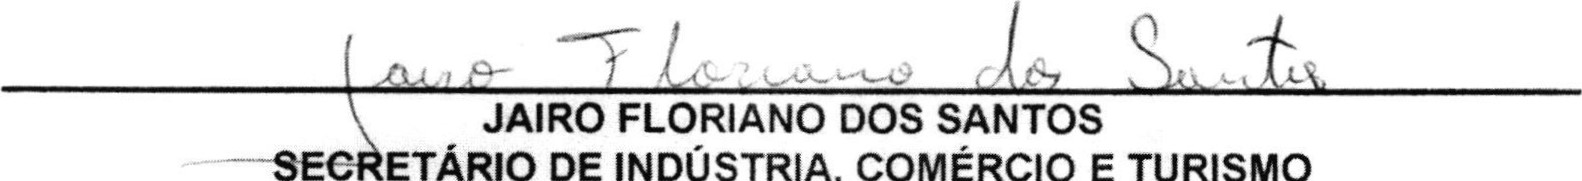 Jairo Floriano dos Santos
JAIRO FLORIANO DOS SANTOS
SECRETÁRIO DE INDÚSTRIA, COMÉRCIO E TURISMO